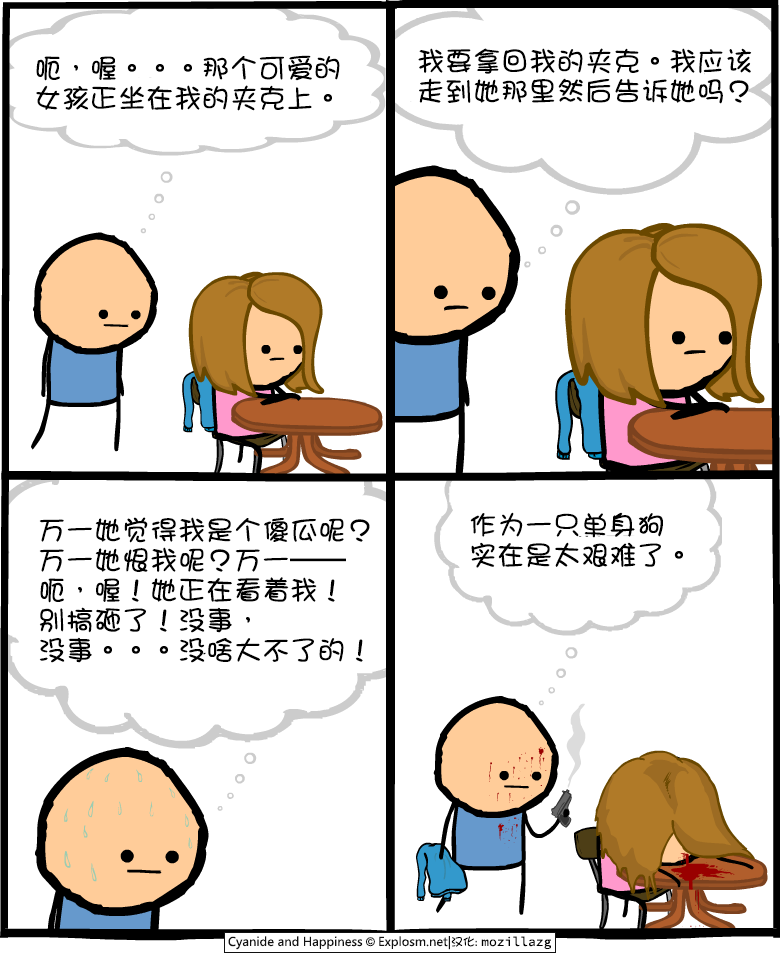 呃，喔。。。那个可爱的
女孩正坐在我的夹克上。
我要拿回我的夹克。我应该
走到她那里然后告诉她吗？
万一她觉得我是个傻瓜呢？
万一她恨我呢？万一——
呃，喔！她正在看着我！
别搞砸了！没事，
没事。。。没啥大不了的！
作为一只单身狗
实在是太艰难了。
Cyanide and Happiness © Explosm.net|汉化: mozillazg